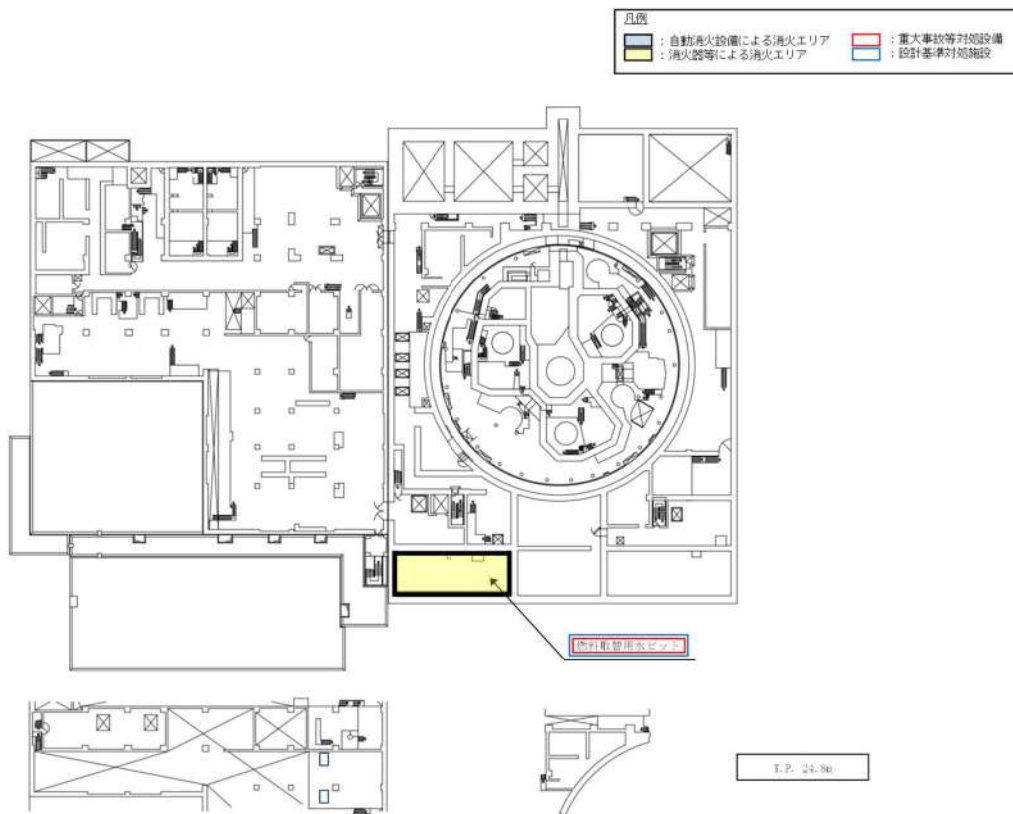 凡例
：自動消火設備による消火エリア
：重大事故等対処設備
：消火器等による消火エリア
：設計基準対処施設
燃料取替用水ピット
T.P. 24.8m